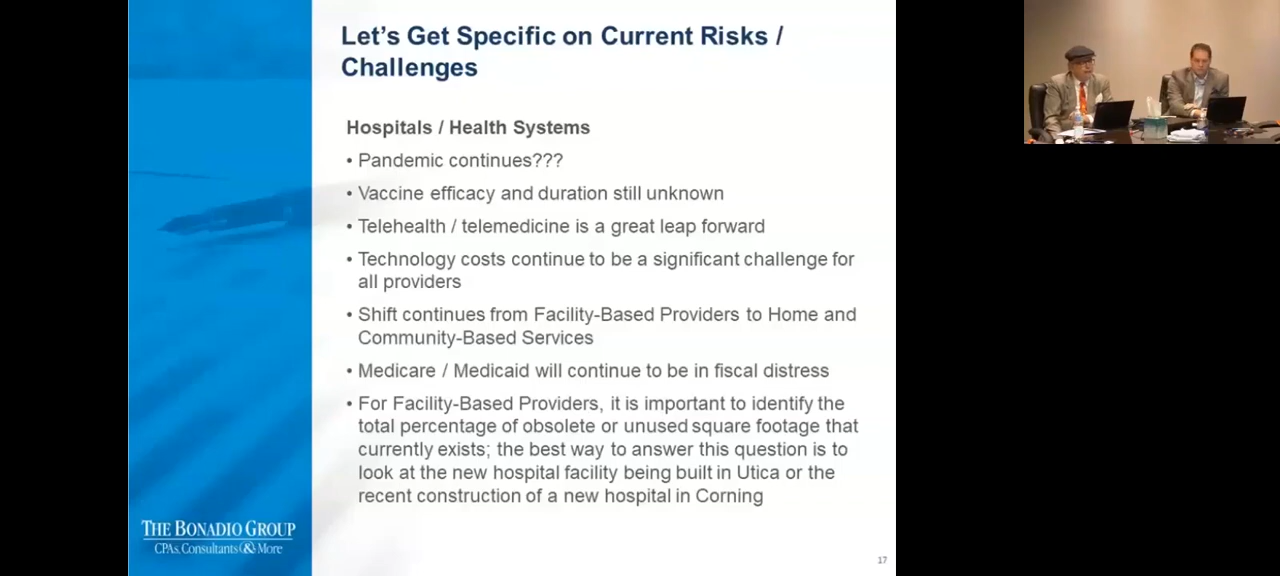 Let's Get Specific on Current Risks /
Challenges
Hospitals / Health Systems
• Pandemic continues???
• Vaccine efficacy and duration still unknown
• Telehealth / telemedicine is a great leap forward
• Technology costs continue to be a significant challenge for
all providers
• Shift continues from Facility-Based Providers to Home and
Community-Based Services
• Medicare / Medicaid will continue to be in fiscal distress
• For Facility-Based Providers, it is important to identify the
total percentage of obsolete or unused square footage that
currently exists; the best way to answer this question is to
look at the new hospital facility being built in Utica or the
recent construction of a new hospital in Corning
THE BONADIO GROUP
CPAs, Consultants & More
17